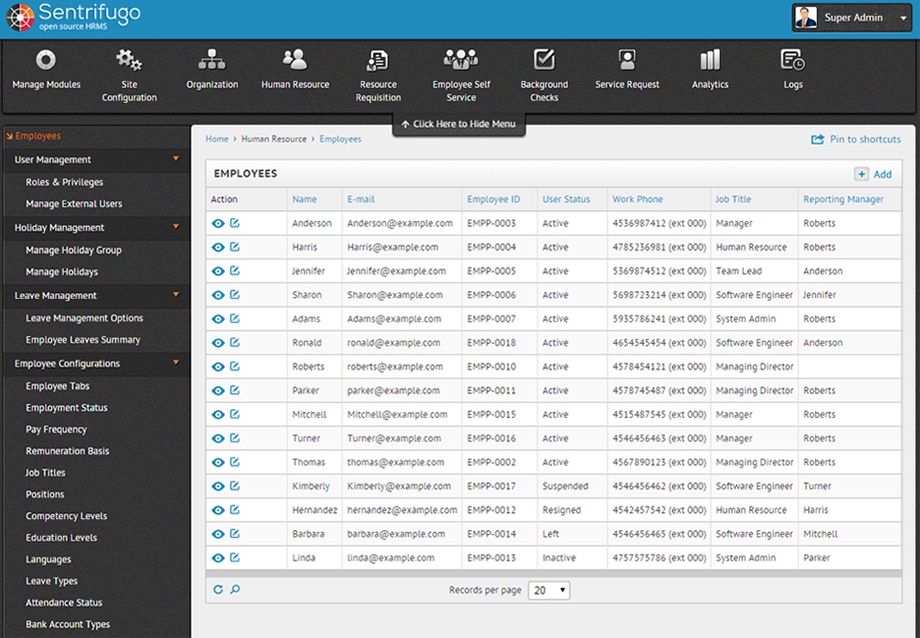 Sentrifugo
open source HRMS
Super Admin
Manage Modules
Site Configuration
Organization
Human Resource
Resource Requisition
Employee Self Service
Background Checks
Service Request
Analytics
Logs
Click Here to Hide Menu
Employees
User Management
Roles & Privileges
Manage External Users
Holiday Management
Manage Holiday Group
Manage Holidays
Leave Management
Leave Management Options
Employee Leaves Summary
Employee Configurations
Employee Tabs
Employment Status
Pay Frequency
Remuneration Basis
Job Titles
Positions
Competency Levels
Education Levels
Languages
Leave Types
Attendance Status
Bank Account Types
Home › Human Resource › Employees
Pin to shortcuts
EMPLOYEES
Add
Action Name E-mail Employee ID User Status Work Phone Job Title Reporting Manager
Anderson Anderson@example.com EMPP-0003 Active 4536987412 (ext 000) Manager Roberts
Harris Harris@example.com EMPP-0004 Active 4785236981 (ext 000) Human Resource Roberts
Jennifer Jennifer@example.com EMPP-0005 Active 5369874512 (ext 000) Team Lead Anderson
Sharon Sharon@example.com EMPP-0006 Active 5698723214 (ext 000) Software Engineer Jennifer
Adams Adams@example.com EMPP-0007 Active 5935786241 (ext 000) System Admin Roberts
Ronald ronald@example.com EMPP-0018 Active 4654545454 (ext 000) Software Engineer Anderson
Roberts roberts@example.com EMPP-0010 Active 4578454121 (ext 000) Managing Director
Parker parker@example.com EMPP-0011 Active 4578745487 (ext 000) Managing Director Roberts
Mitchell Mitchell@example.com EMPP-0015 Active 4515487545 (ext 000) Manager Roberts
Turner Turner@example.com EMPP-0016 Active 4546456463 (ext 000) Manager Roberts
Thomas thomas@example.com EMPP-0002 Active 4567890123 (ext 000) Managing Director Roberts
Kimberly Kimberly@example.com EMPP-0017 Suspended 4546456462 (ext 000) Software Engineer Turner
Hernandez hernandez@example.com EMPP-0012 Resigned 4542457542 (ext 000) Human Resource Harris
Barbara barbara@example.com EMPP-0014 Left 4546456465 (ext 000) Software Engineer Mitchell
Linda linda@example.com EMPP-0013 Inactive 4757575786 (ext 000) System Admin Parker
Records per page 20